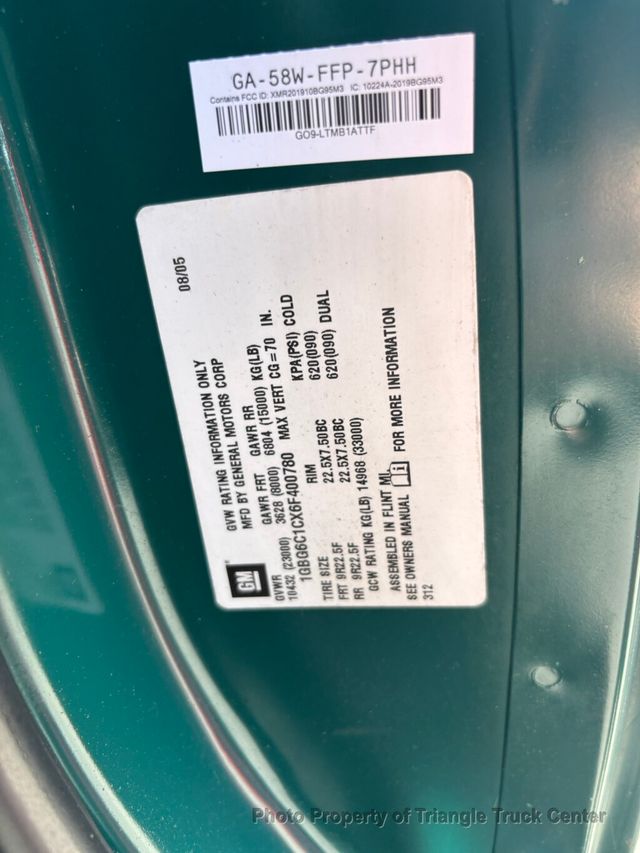 GA-58W-FFP-7PHH
Contains FCC ID: XMR201910BG95M3 IC: 10224A-2019BG95M3
GO9-LTMB1ATTF
08/05
GVW RATING INFORMATION ONLY
MFD BY GENERAL MOTORS CORP
GM
GVWR GAWR FRT GAWR RR
10432 (23000) 3628 (8000) 6804 (15000) KG(LB)
1GBG6C1CX6F400780 MAX VERT CG=70 IN.
TIRE SIZE RIM KPA(PSI) COLD
FRT 9R22.5F 22.5X7.50BC 620(090)
RR 9R22.5F 22.5X7.50BC 620(090) DUAL
GCW RATING KG(LB) 14968 (33000)
ASSEMBLED IN FLINT MI.
SEE OWNERS MANUAL i FOR MORE INFORMATION
312
Photo Property of Triangle Truck Center